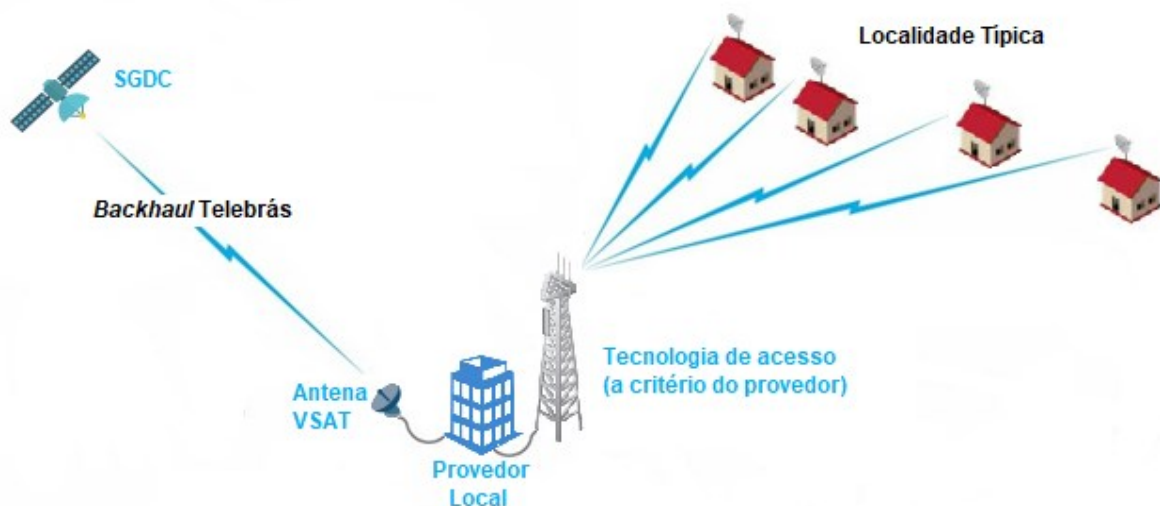 SGDC
Localidade Típica
Backhaul Telebrás
Tecnologia de acesso
(a critério do provedor)
Antena
VSAT
Provedor
Local